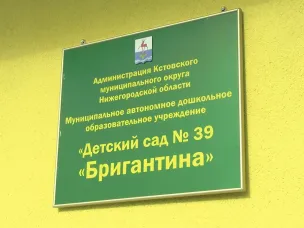 Администрация Кстовского
муниципального округа
Нижегородской области
Муниципальное автономное дошкольное
образовательное учреждение
«Детский сад № 39
«Бригантина»